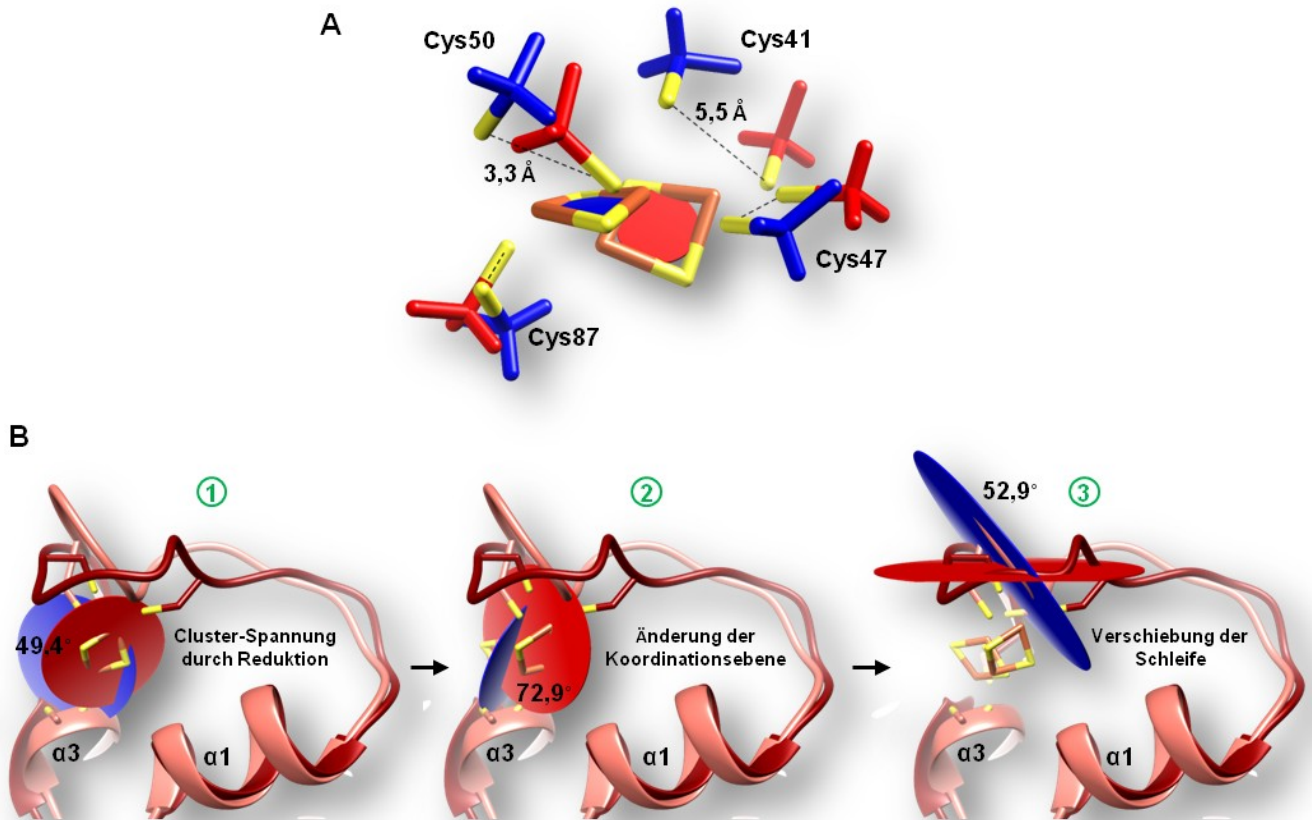 A
Cys50
Cys41
5,5 Å
3,3 Å
Cys47
Cys87
B
1
2
3
52,9°
49,4°
Cluster-Spannung
durch Reduktion
Änderung der
Koordinationsebene
Verschiebung der
Schleife
72,9°
α3
α1
α3
α1
α3
α1